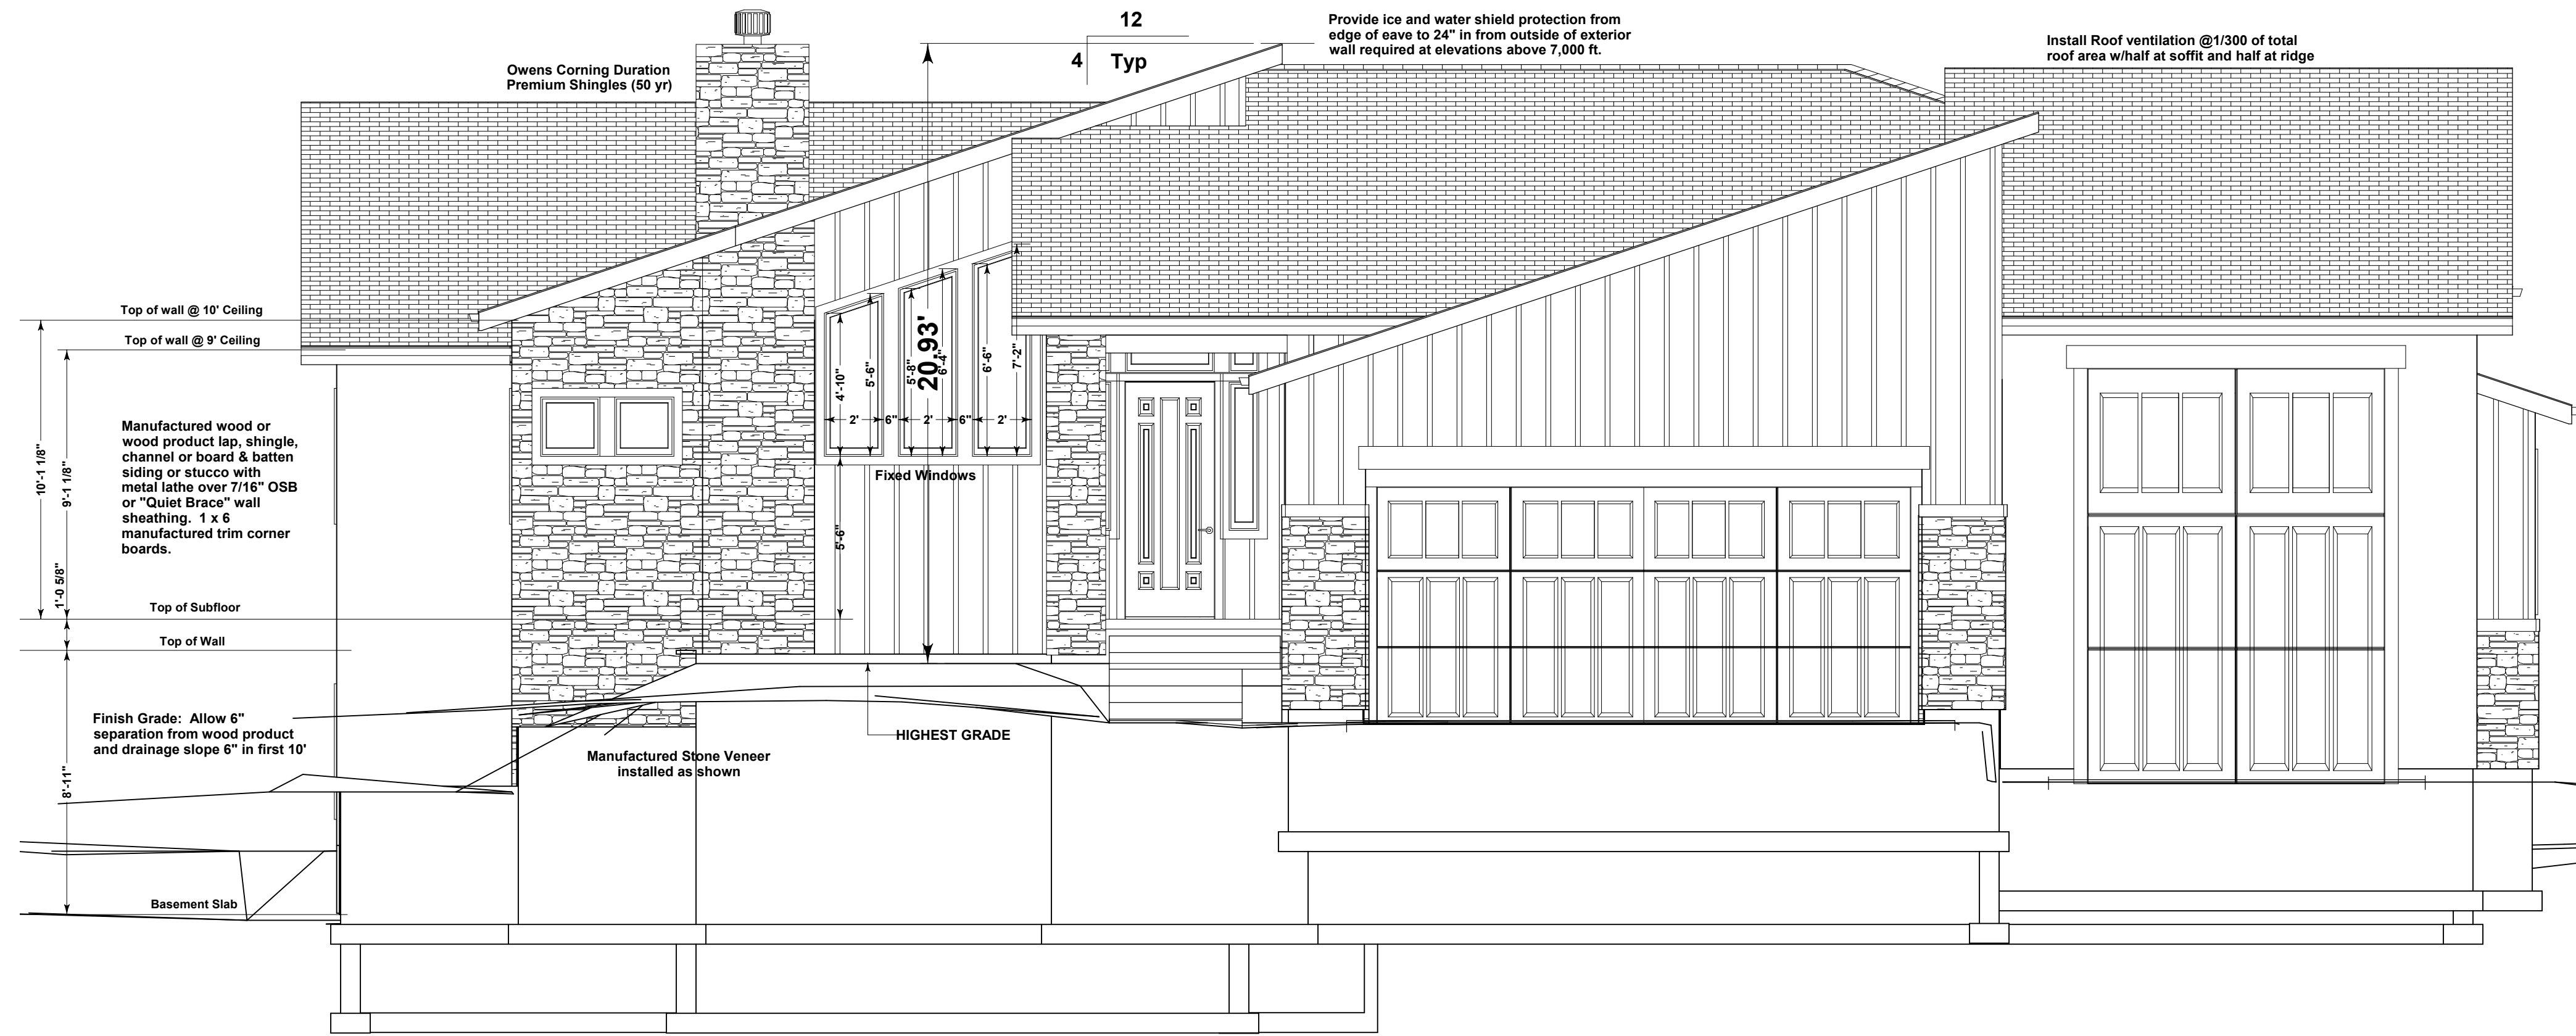 12
4 Typ
Provide ice and water shield protection from
edge of eave to 24" in from outside of exterior
wall required at elevations above 7,000 ft.
Install Roof ventilation @1/300 of total
roof area w/half at soffit and half at ridge
Owens Corning Duration
Premium Shingles (50 yr)
Top of wall @ 10' Ceiling
Top of wall @ 9' Ceiling
20.93'
4'-10"
5'-6"
5'-8"
6'-4"
6'-6"
7'-2"
2'
6"
2'
6"
2'
Fixed Windows
5'-6"
Manufactured wood or
wood product lap, shingle,
channel or board & batten
siding or stucco with
metal lathe over 7/16" OSB
or "Quiet Brace" wall
sheathing. 1 x 6
manufactured trim corner
boards.
10'-1 1/8"
9'-1 1/8"
1'-0 5/8"
Top of Subfloor
Top of Wall
Finish Grade: Allow 6"
separation from wood product
and drainage slope 6" in first 10'
8'-11"
HIGHEST GRADE
Manufactured Stone Veneer
installed as shown
Basement Slab